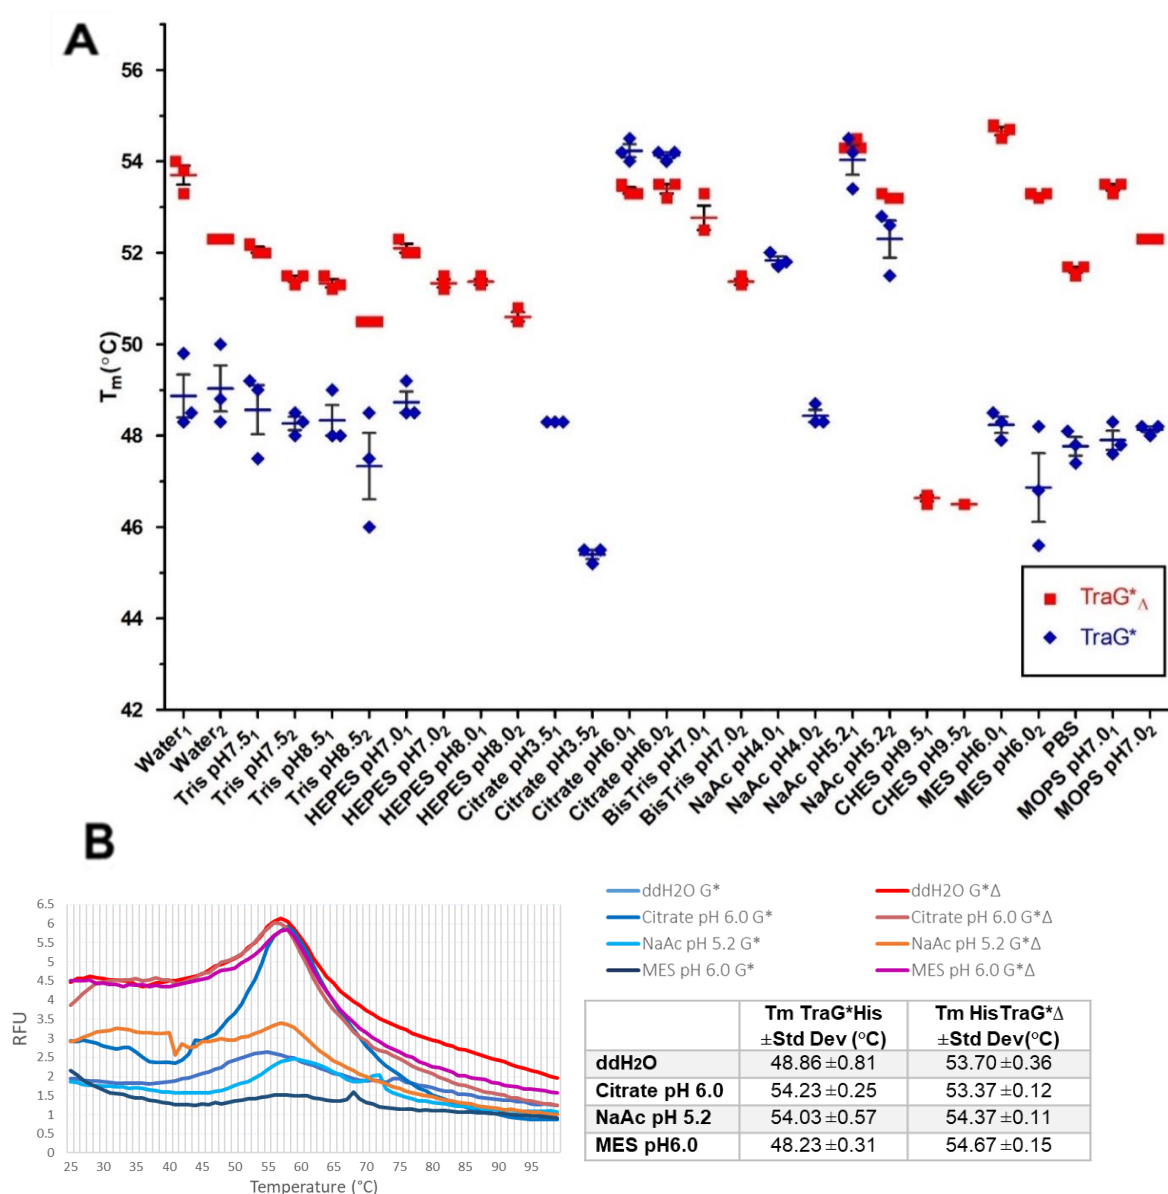 A
56
54
52
50
48
46
44
42
Tm(°C)
TraG*Δ
TraG*
Water1
Water2
Tris pH7.51
Tris pH7.52
Tris pH8.51
Tris pH8.52
HEPES pH7.01
HEPES pH7.02
HEPES pH8.01
HEPES pH8.02
Citrate pH3.51
Citrate pH3.52
Citrate pH6.01
Citrate pH6.02
BisTris pH7.01
BisTris pH7.02
NaAc pH4.01
NaAc pH4.02
NaAc pH5.21
NaAc pH5.22
CHES pH9.51
CHES pH9.52
MES pH6.01
MES pH6.02
PBS
MOPS pH7.01
MOPS pH7.02
B
6.5
6
5.5
5
4.5
4
3.5
3
2.5
2
1.5
1
0.5
0
RFU
25 30 35 40 45 50 55 60 65 70 75 80 85 90 95
Temperature (°C)
ddH2O G* ddH2O G*Δ
Citrate pH 6.0 G* Citrate pH 6.0 G*Δ
NaAc pH 5.2 G* NaAc pH 5.2 G*Δ
MES pH 6.0 G* MES pH 6.0 G*Δ
Tm TraG*His Tm HisTraG*Δ
±Std Dev (°C) ±Std Dev(°C)
ddH2O 48.86 ±0.81 53.70 ±0.36
Citrate pH 6.0 54.23 ±0.25 53.37 ±0.12
NaAc pH 5.2 54.03 ±0.57 54.37 ±0.11
MES pH6.0 48.23 ±0.31 54.67 ±0.15